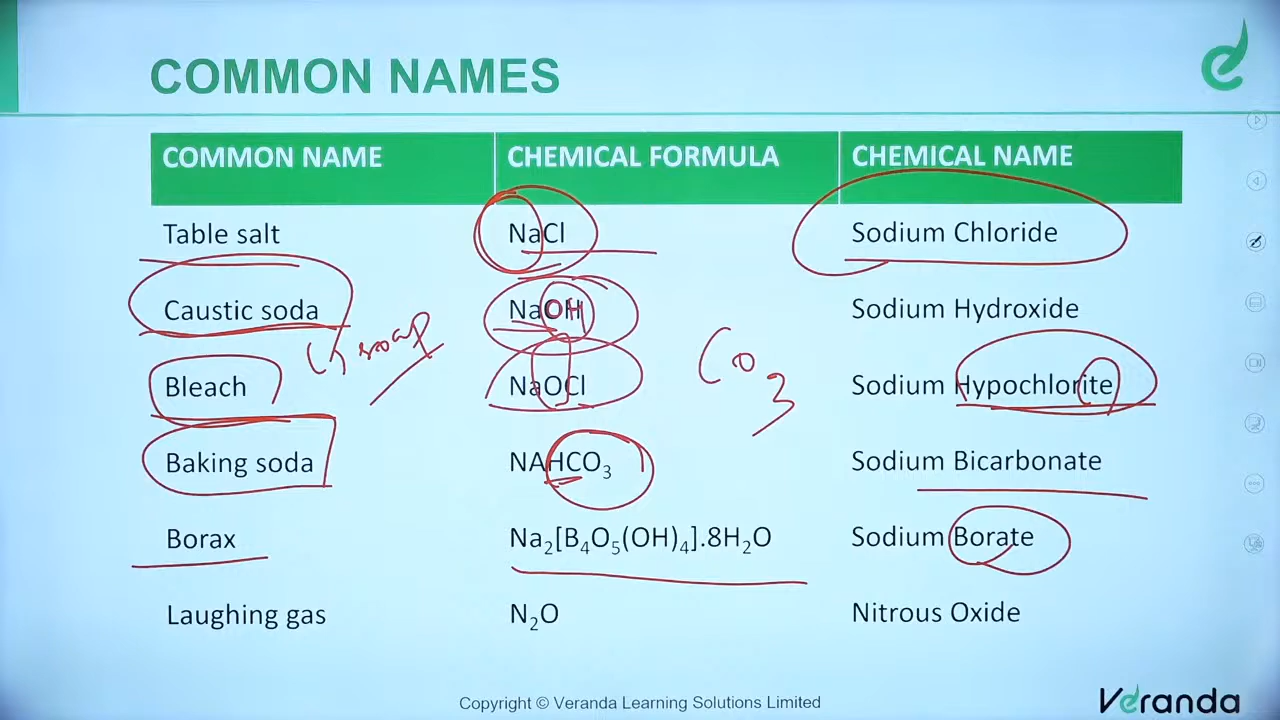 COMMON NAMES
COMMON NAME CHEMICAL FORMULA CHEMICAL NAME
Table salt NaCl Sodium Chloride
Caustic soda NaOH Sodium Hydroxide
soap
Bleach NaOCl Sodium Hypochlorite
CO3
Baking soda NAHCO₃ Sodium Bicarbonate
Borax Na₂[B₄O₅(OH)₄].8H₂O Sodium Borate
Laughing gas N₂O Nitrous Oxide
Copyright © Veranda Learning Solutions Limited
Veranda